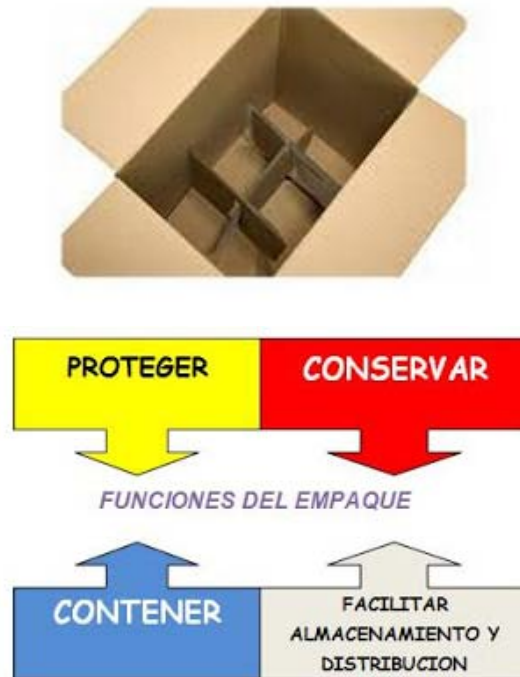 PROTEGER
CONSERVAR
FUNCIONES DEL EMPAQUE
CONTENER
FACILITAR
ALMACENAMIENTO Y
DISTRIBUCION